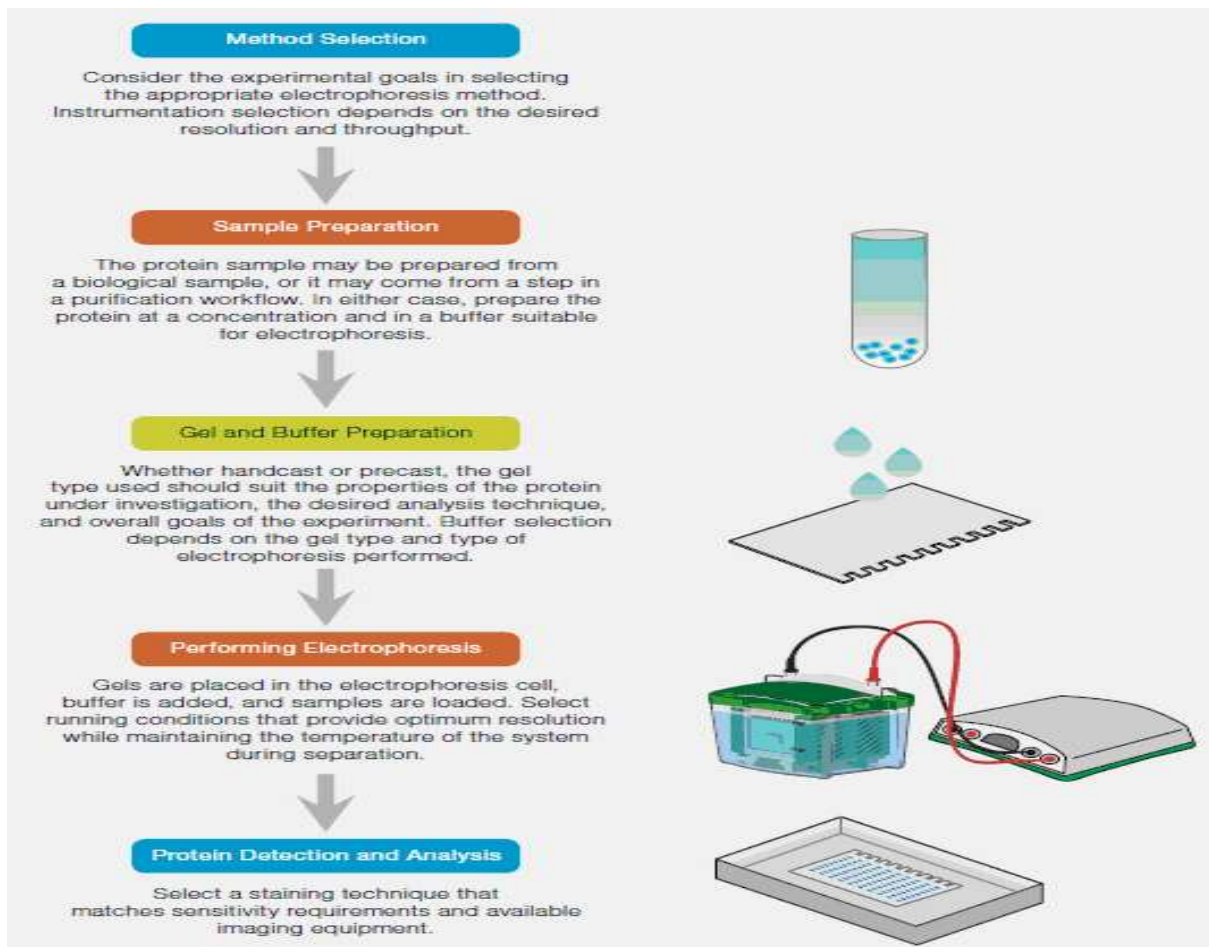 Method Selection
Consider the experimental goals in selecting
the appropriate electrophoresis method.
Instrumentation selection depends on the desired
resolution and throughput.
Sample Preparation
The protein sample may be prepared from
a biological sample, or it may come from a step in
a purification workflow. In either case, prepare the
protein at a concentration and in a buffer suitable
for electrophoresis.
Gel and Buffer Preparation
Whether handcast or precast, the gel
type used should suit the properties of the protein
under investigation, the desired analysis technique,
and overall goals of the experiment. Buffer selection
depends on the gel type and type of
electrophoresis performed.
Performing Electrophoresis
Gels are placed in the electrophoresis cell,
buffer is added, and samples are loaded. Select
running conditions that provide optimum resolution
while maintaining the temperature of the system
during separation.
Protein Detection and Analysis
Select a staining technique that
matches sensitivity requirements and available
imaging equipment.